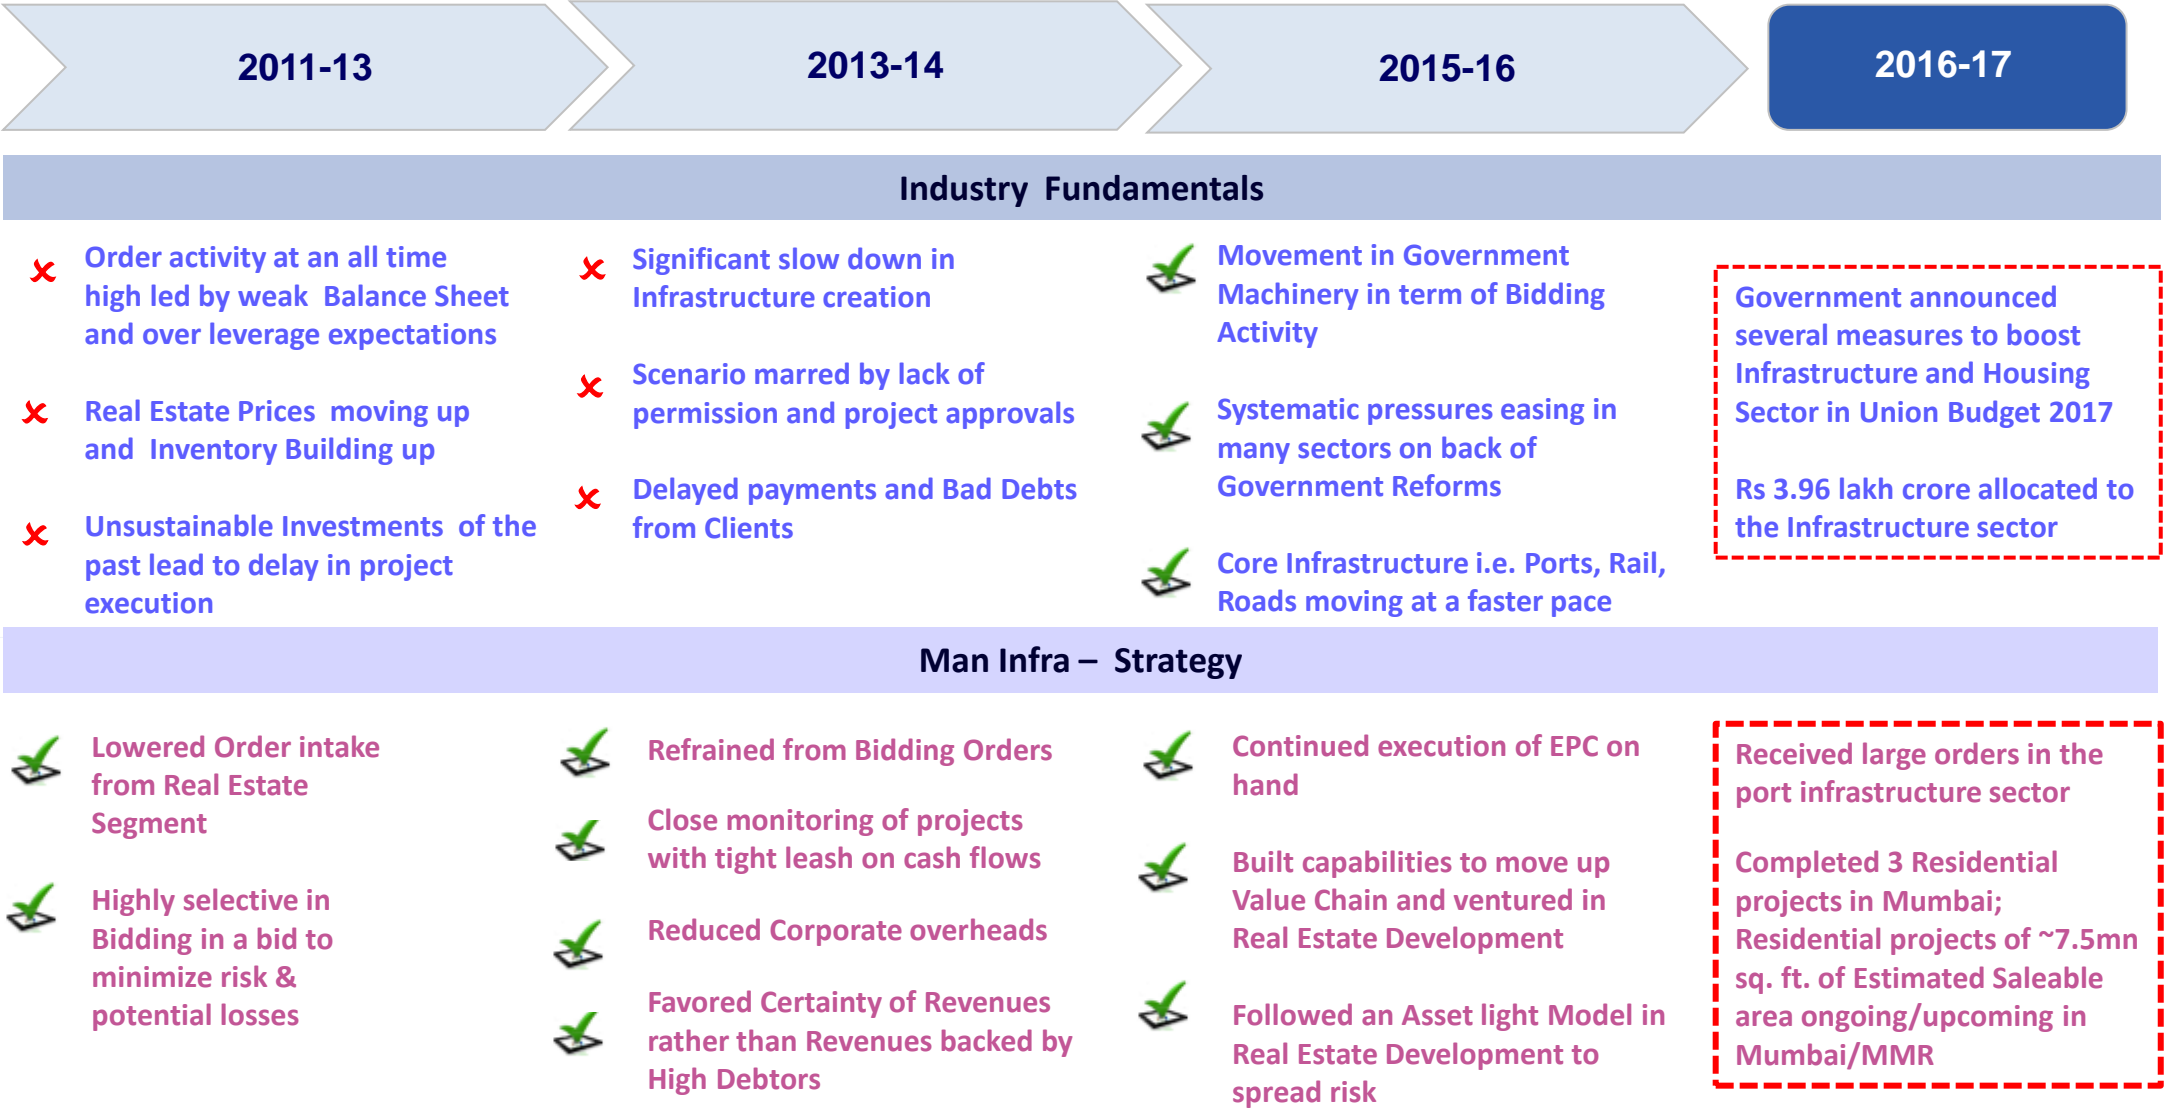 2011-13
2013-14
2015-16
2016-17
Industry Fundamentals
Order activity at an all time
high led by weak Balance Sheet
and over leverage expectations
Real Estate Prices moving up
and Inventory Building up
Unsustainable Investments of the
past lead to delay in project
execution
Significant slow down in
Infrastructure creation
Scenario marred by lack of
permission and project approvals
Delayed payments and Bad Debts
from Clients
Movement in Government
Machinery in term of Bidding
Activity
Systematic pressures easing in
many sectors on back of
Government Reforms
Core Infrastructure i.e. Ports, Rail,
Roads moving at a faster pace
Government announced
several measures to boost
Infrastructure and Housing
Sector in Union Budget 2017
Rs 3.96 lakh crore allocated to
the Infrastructure sector
Man Infra – Strategy
Lowered Order intake
from Real Estate
Segment
Highly selective in
Bidding in a bid to
minimize risk &
potential losses
Refrained from Bidding Orders
Close monitoring of projects
with tight leash on cash flows
Reduced Corporate overheads
Favored Certainty of Revenues
rather than Revenues backed by
High Debtors
Continued execution of EPC on
hand
Built capabilities to move up
Value Chain and ventured in
Real Estate Development
Followed an Asset light Model in
Real Estate Development to
spread risk
Received large orders in the
port infrastructure sector
Completed 3 Residential
projects in Mumbai;
Residential projects of ~7.5mn
sq. ft. of Estimated Saleable
area ongoing/upcoming in
Mumbai/MMR